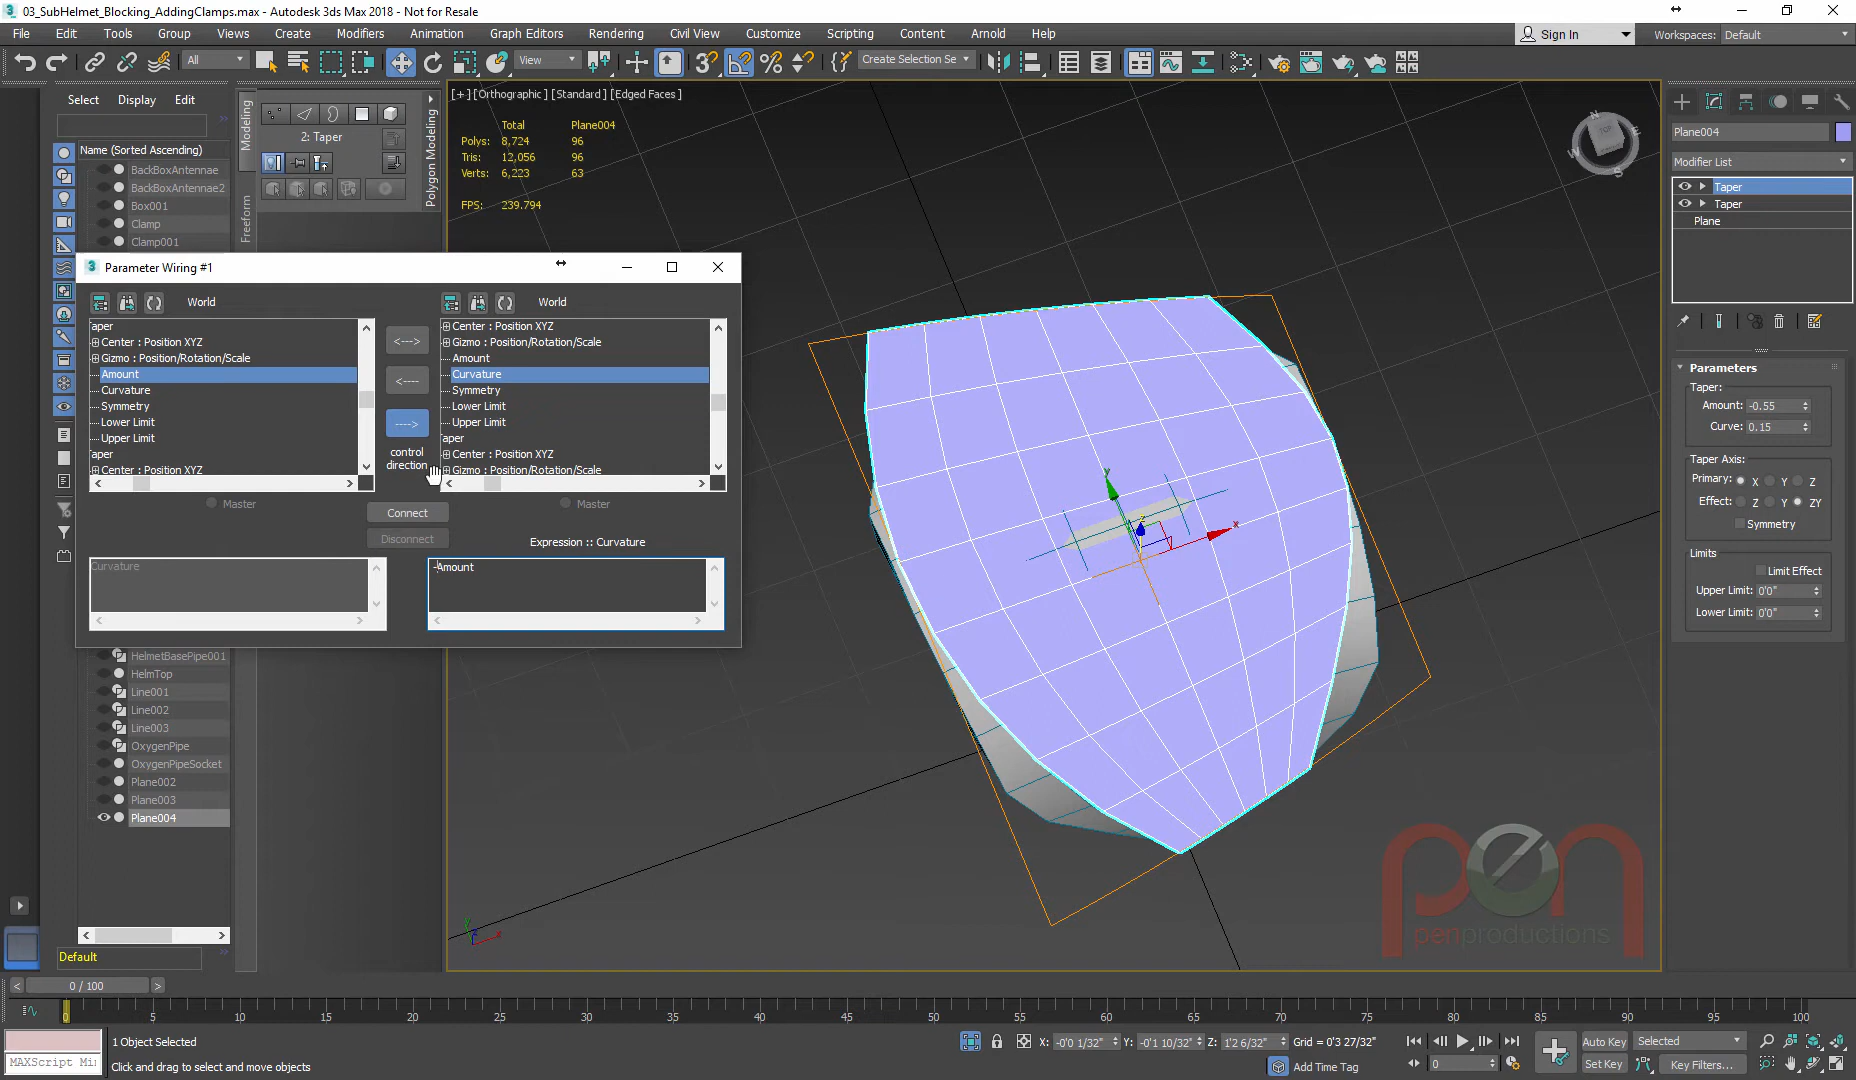 03_SubHelmet_Blocking_AddingClamps.max - Autodesk 3ds Max 2018 - Not for Resale
File Edit Tools Group Views Create Modifiers Animation Graph Editors Rendering Civil View Customize Scripting Content Arnold Help Sign In Workspaces: Default
All View Create Selection Se
Select Display Edit
Name (Sorted Ascending)
BackBoxAntennae
BackBoxAntennae2
Box001
Clamp
Clamp001
Modeling
Freeform
2: Taper
Polygon Modeling
[+] [Orthographic] [Standard] [Edged Faces]
Total Plane004
Polys: 8,724 96
Tris: 12,056 96
Verts: 6,223 63
FPS: 239.794
Parameter Wiring #1
World World
aper
Center : Position XYZ
Gizmo : Position/Rotation/Scale
Amount
Curvature
Symmetry
Lower Limit
Upper Limit
aper
Center : Position XYZ
<--->
<----
---->
control
direction
Center : Position XYZ
Gizmo : Position/Rotation/Scale
Amount
Curvature
Symmetry
Lower Limit
Upper Limit
aper
Center : Position XYZ
Gizmo : Position/Rotation/Scale
Master Master
Connect
Disconnect
Expression :: Curvature
Curvature
-Amount
HelmetBasePipe001
HelmTop
Line001
Line002
Line003
OxygenPipe
OxygenPipeSocket
Plane002
Plane003
Plane004
Default
TOP
N
E
S
W
y
z
x
Plane004
Modifier List
Taper
Taper
Plane
Parameters
Taper:
Amount: -0.55
Curve: 0.15
Taper Axis:
Primary: X Y Z
Effect: Z Y ZY
Symmetry
Limits
Limit Effect
Upper Limit: 0'0"
Lower Limit: 0'0"
pen
penproductions
0 / 100
0 5 10 15 20 25 30 35 40 45 50 55 60 65 70 75 80 85 90 95 100
MAXScript Mi
1 Object Selected
Click and drag to select and move objects
X: -0'0 1/32" Y: -0'1 10/32" Z: 1'2 6/32" Grid = 0'3 27/32"
Add Time Tag
0
Auto Key Selected
Set Key Key Filters...